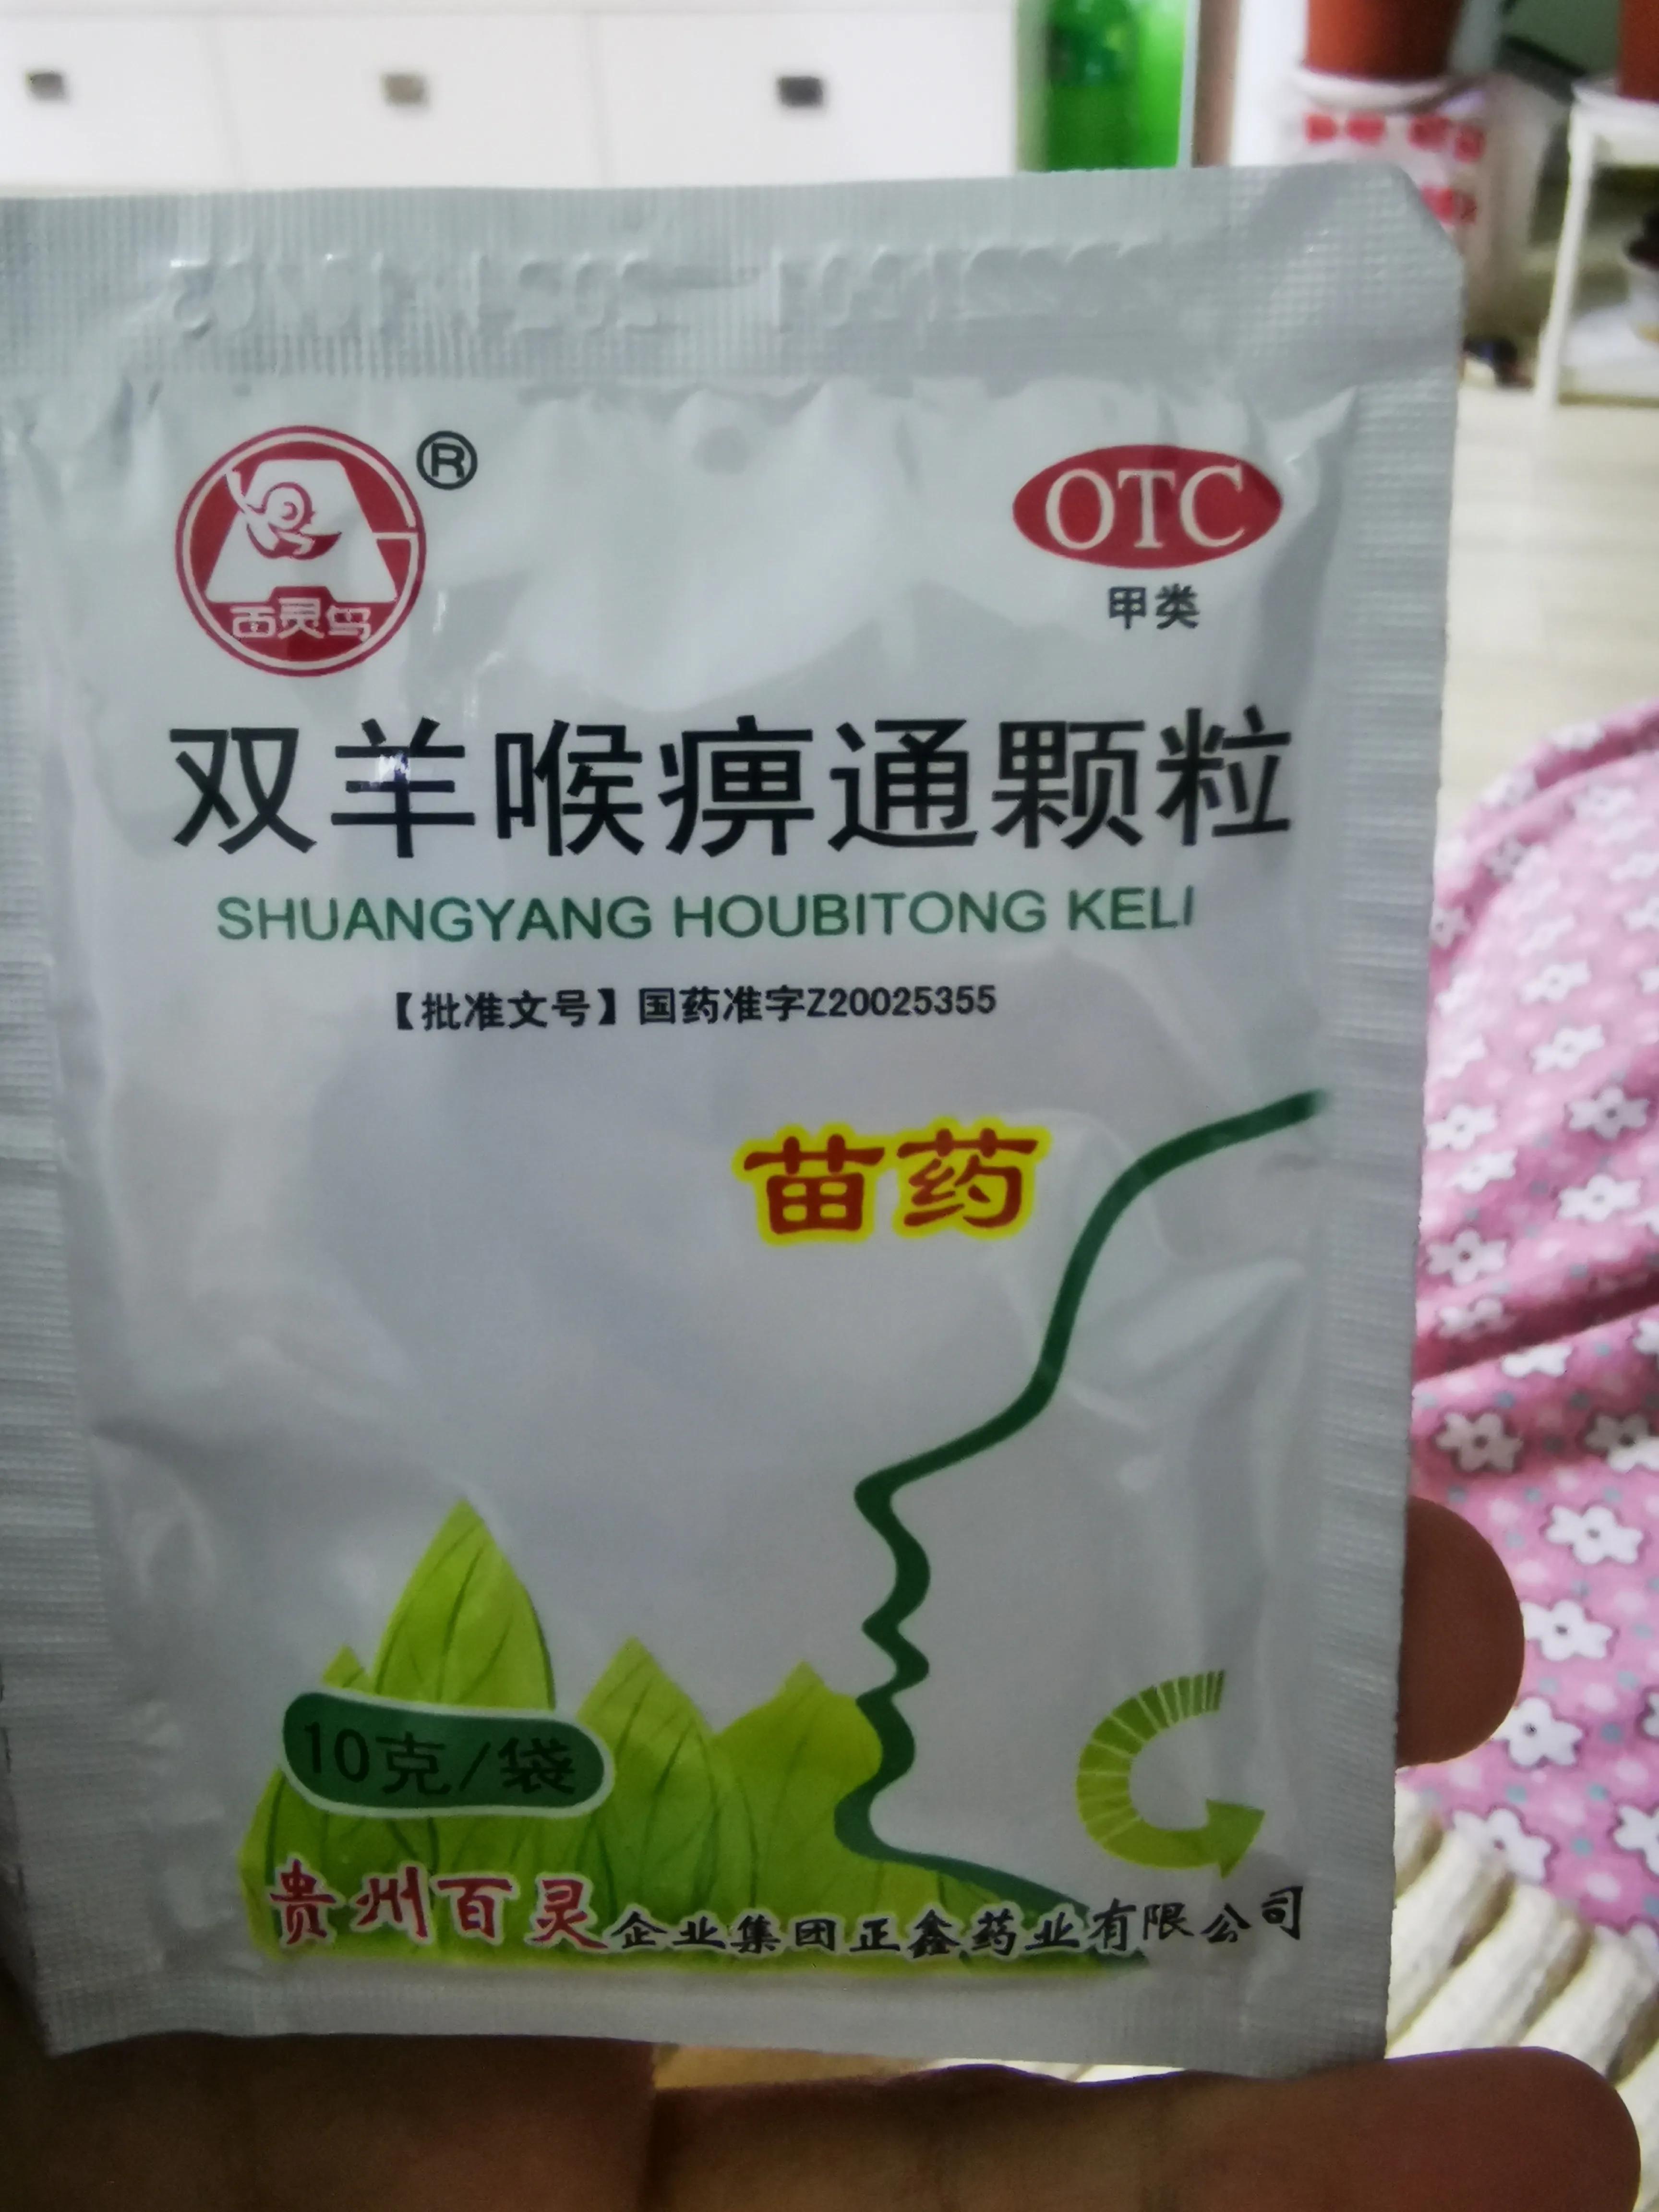 ®
百灵鸟
OTC
甲类
双羊喉痹通颗粒
SHUANGYANG HOUBITONG KELI
【批准文号】国药准字Z20025355
苗药
10克/袋
贵州百灵企业集团正鑫药业有限公司